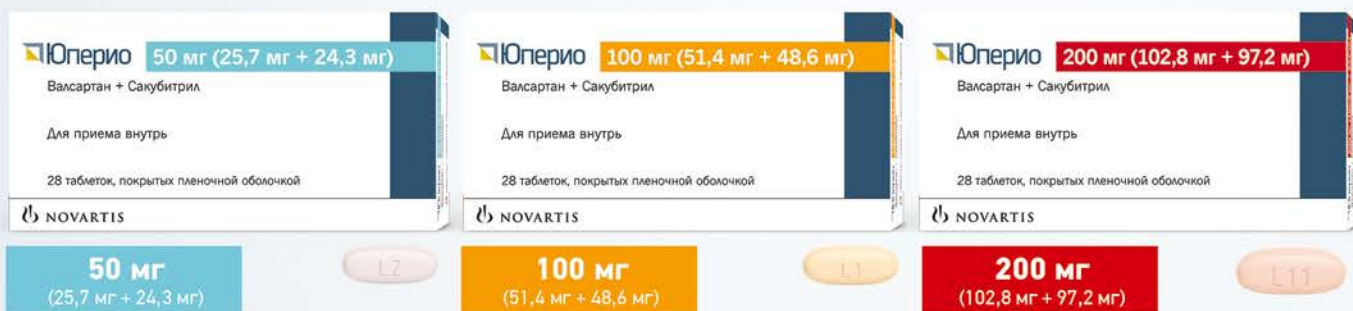 Юперио 50 мг (25,7 мг + 24,3 мг)
Валсартан + Сакубитрил
Для приема внутрь
28 таблеток, покрытых пленочной оболочкой
NOVARTIS
Юперио 100 мг (51,4 мг + 48,6 мг)
Валсартан + Сакубитрил
Для приема внутрь
28 таблеток, покрытых пленочной оболочкой
NOVARTIS
Юперио 200 мг (102,8 мг + 97,2 мг)
Валсартан + Сакубитрил
Для приема внутрь
28 таблеток, покрытых пленочной оболочкой
NOVARTIS
50 мг
(25,7 мг + 24,3 мг)
LZ
100 мг
(51,4 мг + 48,6 мг)
L1
200 мг
(102,8 мг + 97,2 мг)
L11